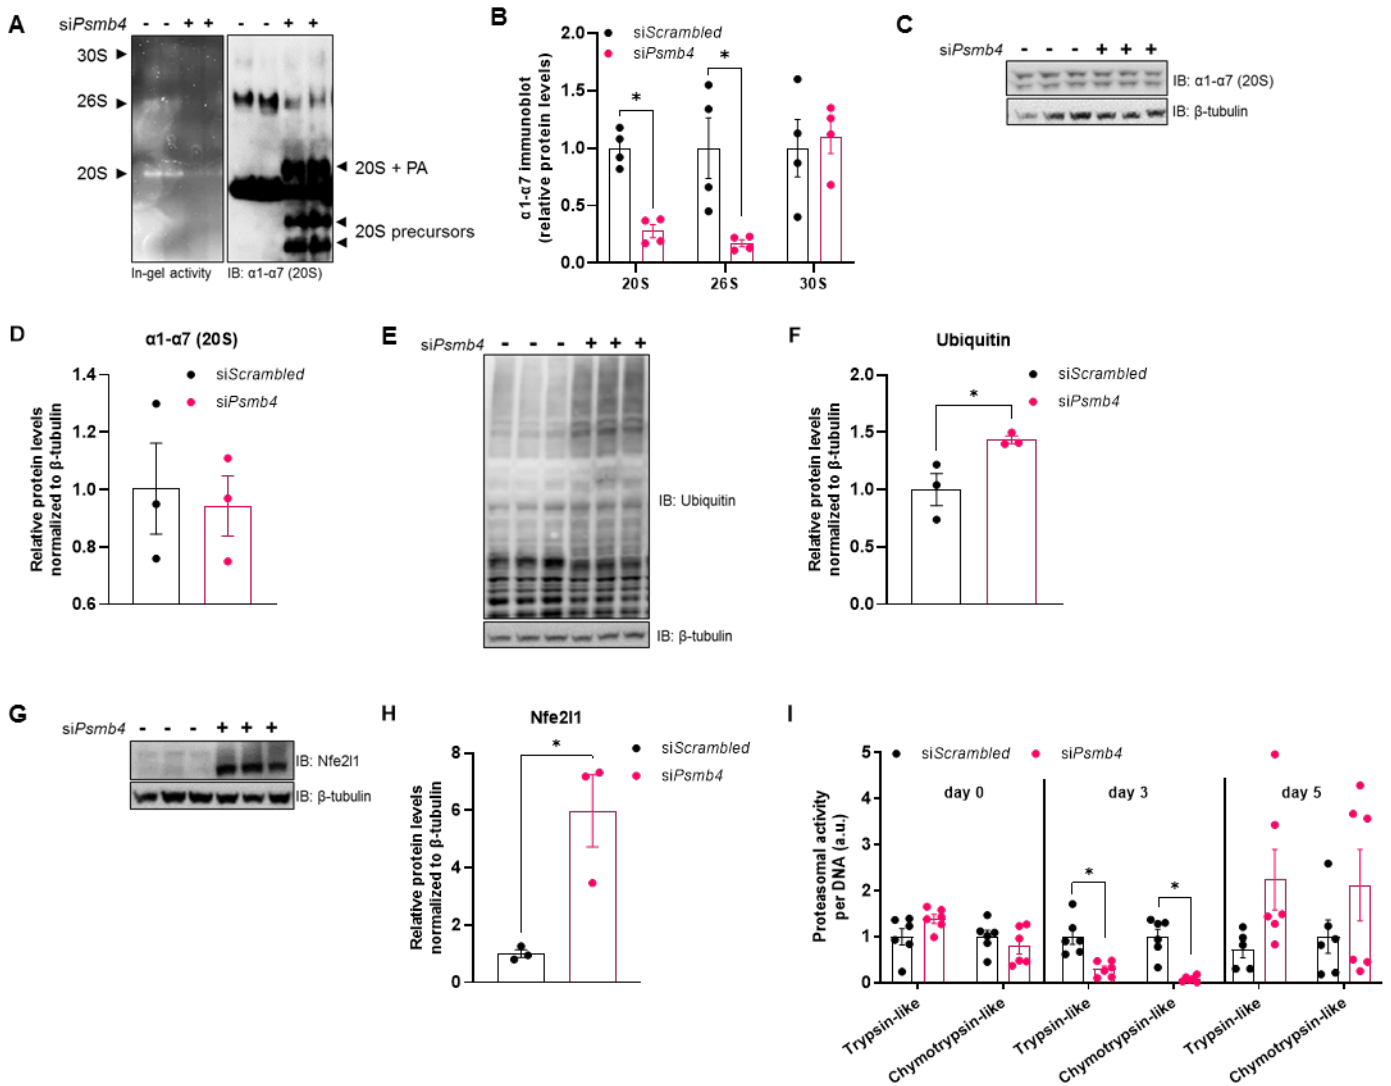 A
siPsmb4 - - + + - - + +
30S
26S
20S
20S + PA
20S precursors
In-gel activity
IB: α1-α7 (20S)
B
siScrambled
siPsmb4
α1-α7 immunoblot
(relative protein levels)
2.0
1.5
1.0
0.5
0.0
*
*
20S
26S
30S
C
siPsmb4 - - - + + +
IB: α1-α7 (20S)
IB: β-tubulin
D
α1-α7 (20S)
siScrambled
siPsmb4
Relative protein levels
normalized to β-tubulin
1.4
1.2
1.0
0.8
0.6
E
siPsmb4 - - - + + +
IB: Ubiquitin
IB: β-tubulin
F
Ubiquitin
siScrambled
siPsmb4
Relative protein levels
normalized to β-tubulin
2.0
1.5
1.0
0.5
0.0
*
G
siPsmb4 - - - + + +
IB: Nfe2l1
IB: β-tubulin
H
Nfe2l1
siScrambled
siPsmb4
Relative protein levels
normalized to β-tubulin
8
6
4
2
0
*
I
siScrambled
siPsmb4
Proteasomal activity
per DNA (a.u.)
5
4
3
2
1
0
day 0
day 3
day 5
*
*
Trypsin-like
Chymotrypsin-like
Trypsin-like
Chymotrypsin-like
Trypsin-like
Chymotrypsin-like